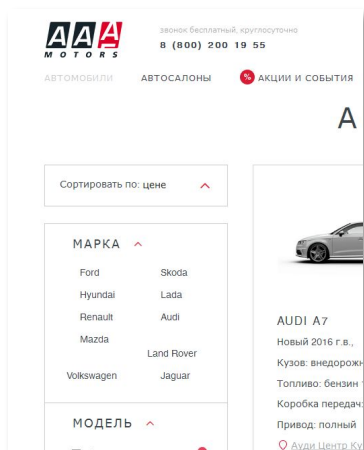 AAA
MOTORS
звонок бесплатный, круглосуточно
8 (800) 200 19 55
АВТОМОБИЛИ АВТОСАЛОНЫ % АКЦИИ И СОБЫТИЯ
А
Сортировать по: цене
МАРКА
Ford Skoda
Hyundai Lada
Renault Audi
Mazda
Land Rover
Volkswagen Jaguar
МОДЕЛЬ
AUDI A7
Новый 2016 г.в.,
Кузов: внедорожн
Топливо: бензин
Коробка передач:
Привод: полный
Ауди Центр Ку